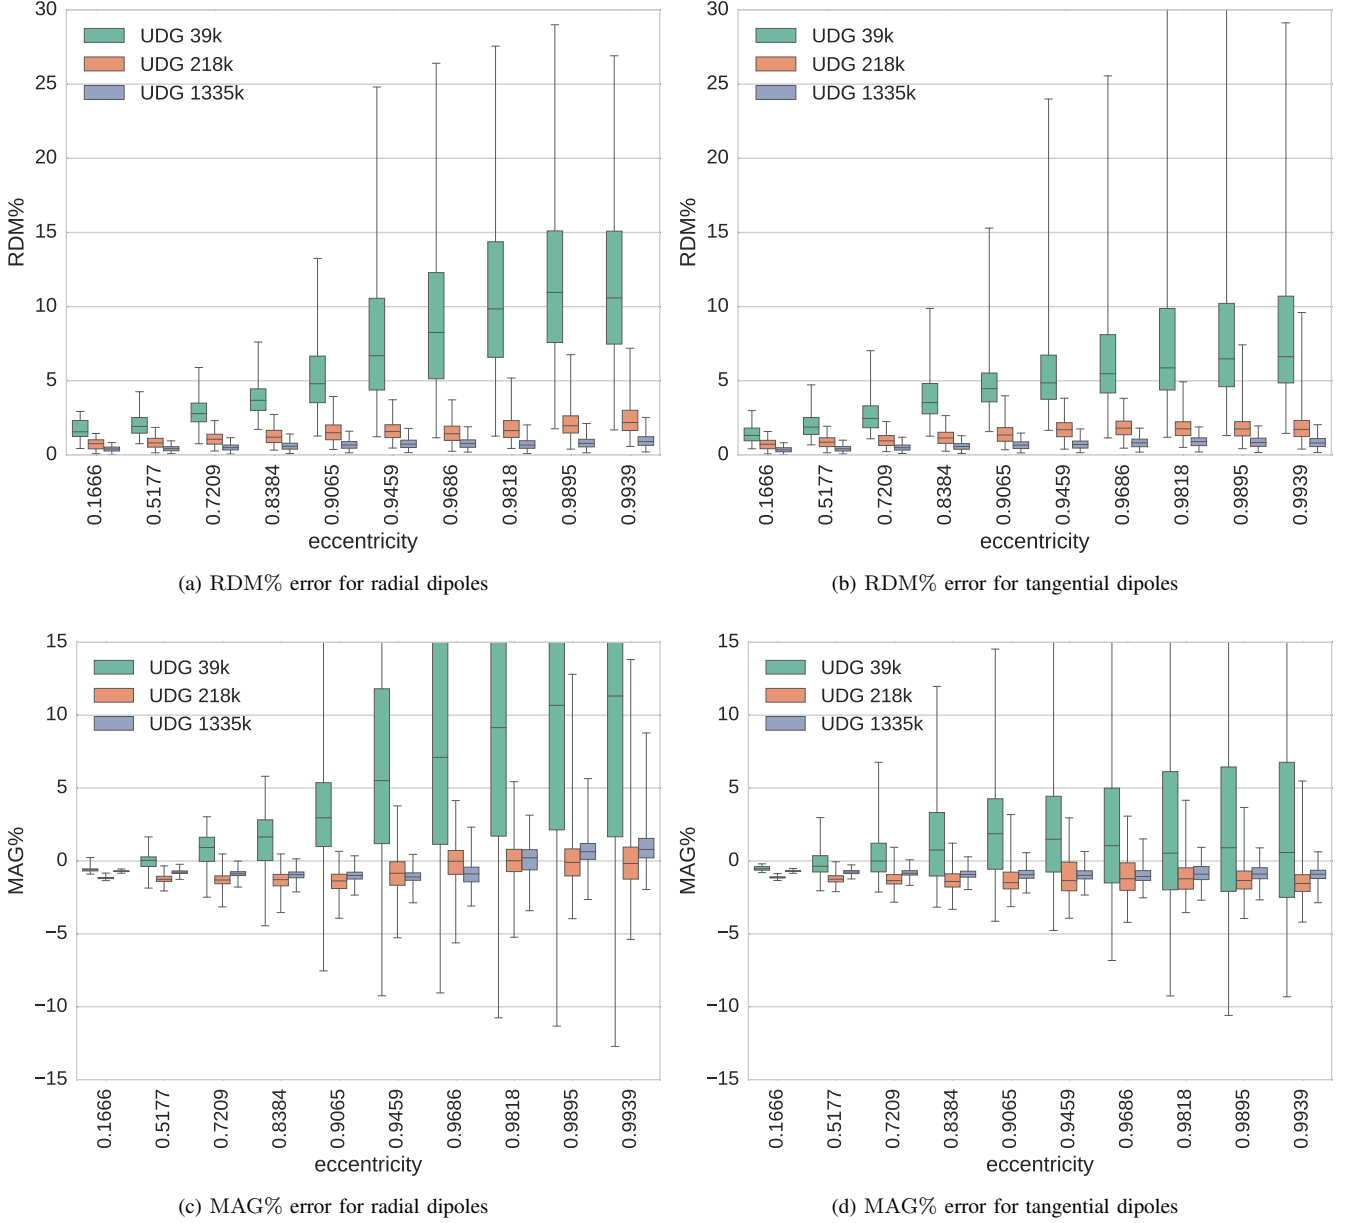 30
25
20
15
10
5
0
RDM%
UDG 39k
UDG 218k
UDG 1335k
0.1666
0.5177
0.7209
0.8384
0.9065
0.9459
0.9686
0.9818
0.9895
0.9939
eccentricity
(a) RDM% error for radial dipoles
30
25
20
15
10
5
0
RDM%
UDG 39k
UDG 218k
UDG 1335k
0.1666
0.5177
0.7209
0.8384
0.9065
0.9459
0.9686
0.9818
0.9895
0.9939
eccentricity
(b) RDM% error for tangential dipoles
15
10
5
0
−5
−10
−15
MAG%
UDG 39k
UDG 218k
UDG 1335k
0.1666
0.5177
0.7209
0.8384
0.9065
0.9459
0.9686
0.9818
0.9895
0.9939
eccentricity
(c) MAG% error for radial dipoles
15
10
5
0
−5
−10
−15
MAG%
UDG 39k
UDG 218k
UDG 1335k
0.1666
0.5177
0.7209
0.8384
0.9065
0.9459
0.9686
0.9818
0.9895
0.9939
eccentricity
(d) MAG% error for tangential dipoles